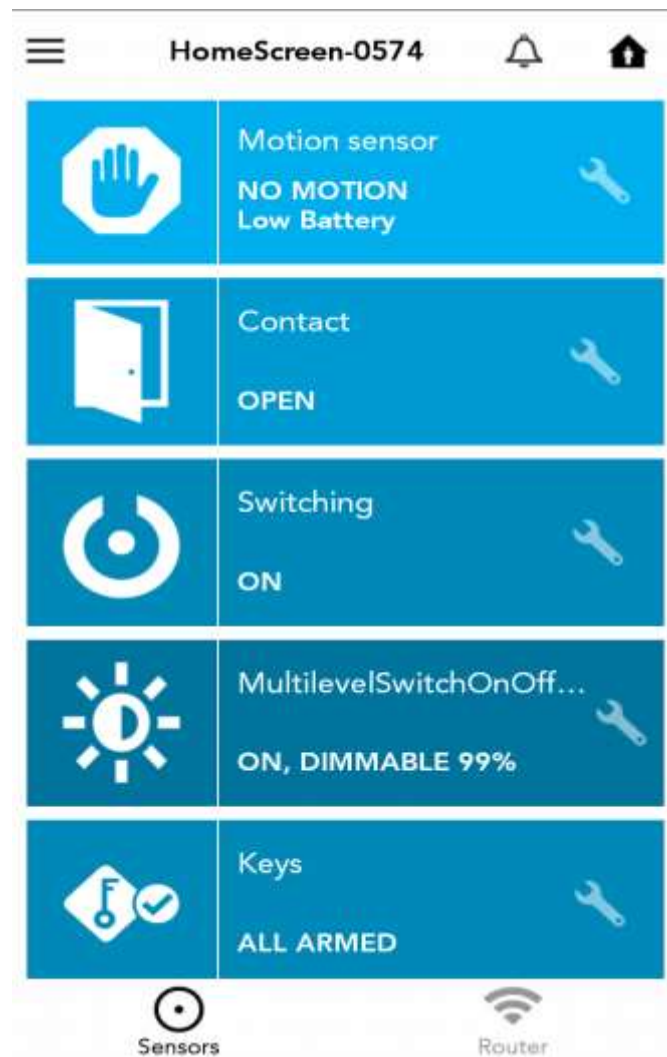 HomeScreen-0574
Motion sensor
NO MOTION
Low Battery
Contact
OPEN
Switching
ON
MultilevelSwitchOnOff...
ON, DIMMABLE 99%
Keys
ALL ARMED
Sensors
Router